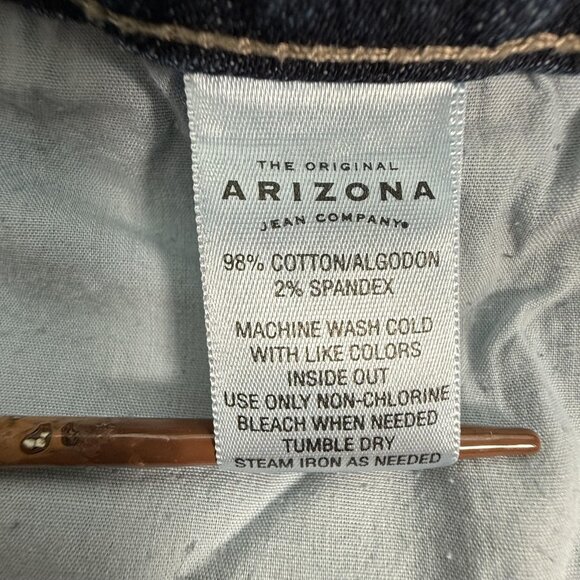 THE ORIGINAL
ARIZONA
JEAN COMPANY®
98% COTTON/ALGODON
2% SPANDEX
MACHINE WASH COLD
WITH LIKE COLORS
INSIDE OUT
USE ONLY NON-CHLORINE
BLEACH WHEN NEEDED
TUMBLE DRY
STEAM IRON AS NEEDED